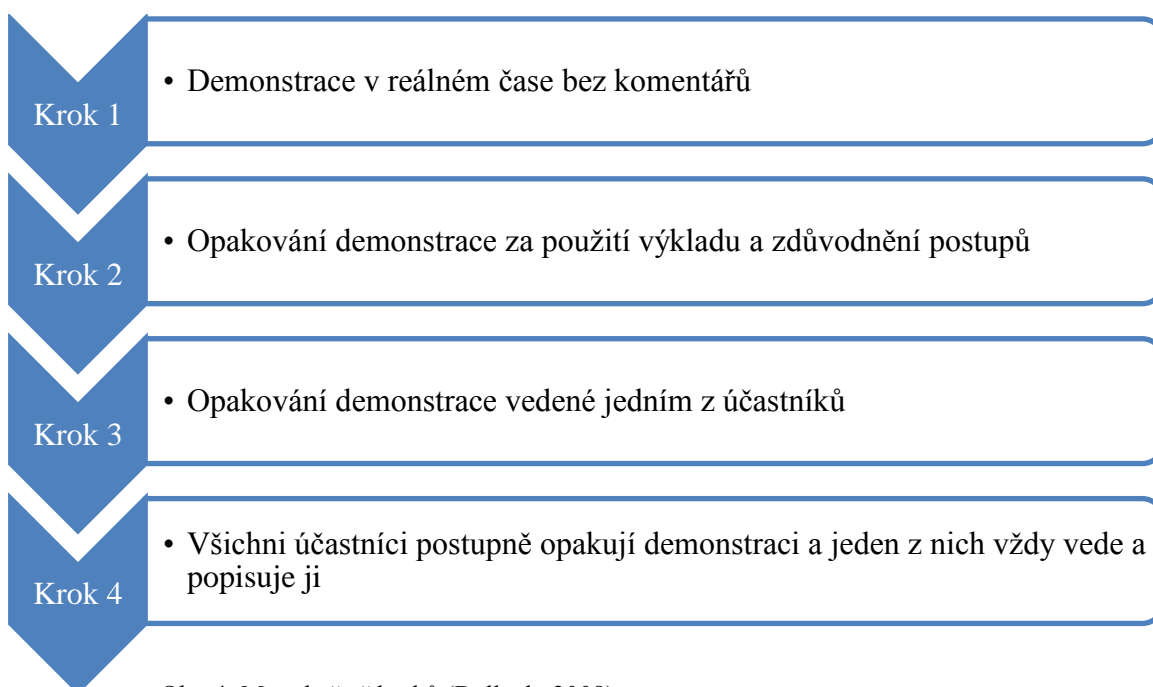 Krok 1
• Demonstrace v reálném čase bez komentářů
Krok 2
• Opakování demonstrace za použití výkladu a zdůvodnění postupů
Krok 3
• Opakování demonstrace vedené jedním z účastníků
Krok 4
• Všichni účastníci postupně opakují demonstraci a jeden z nich vždy vede a
popisuje ji